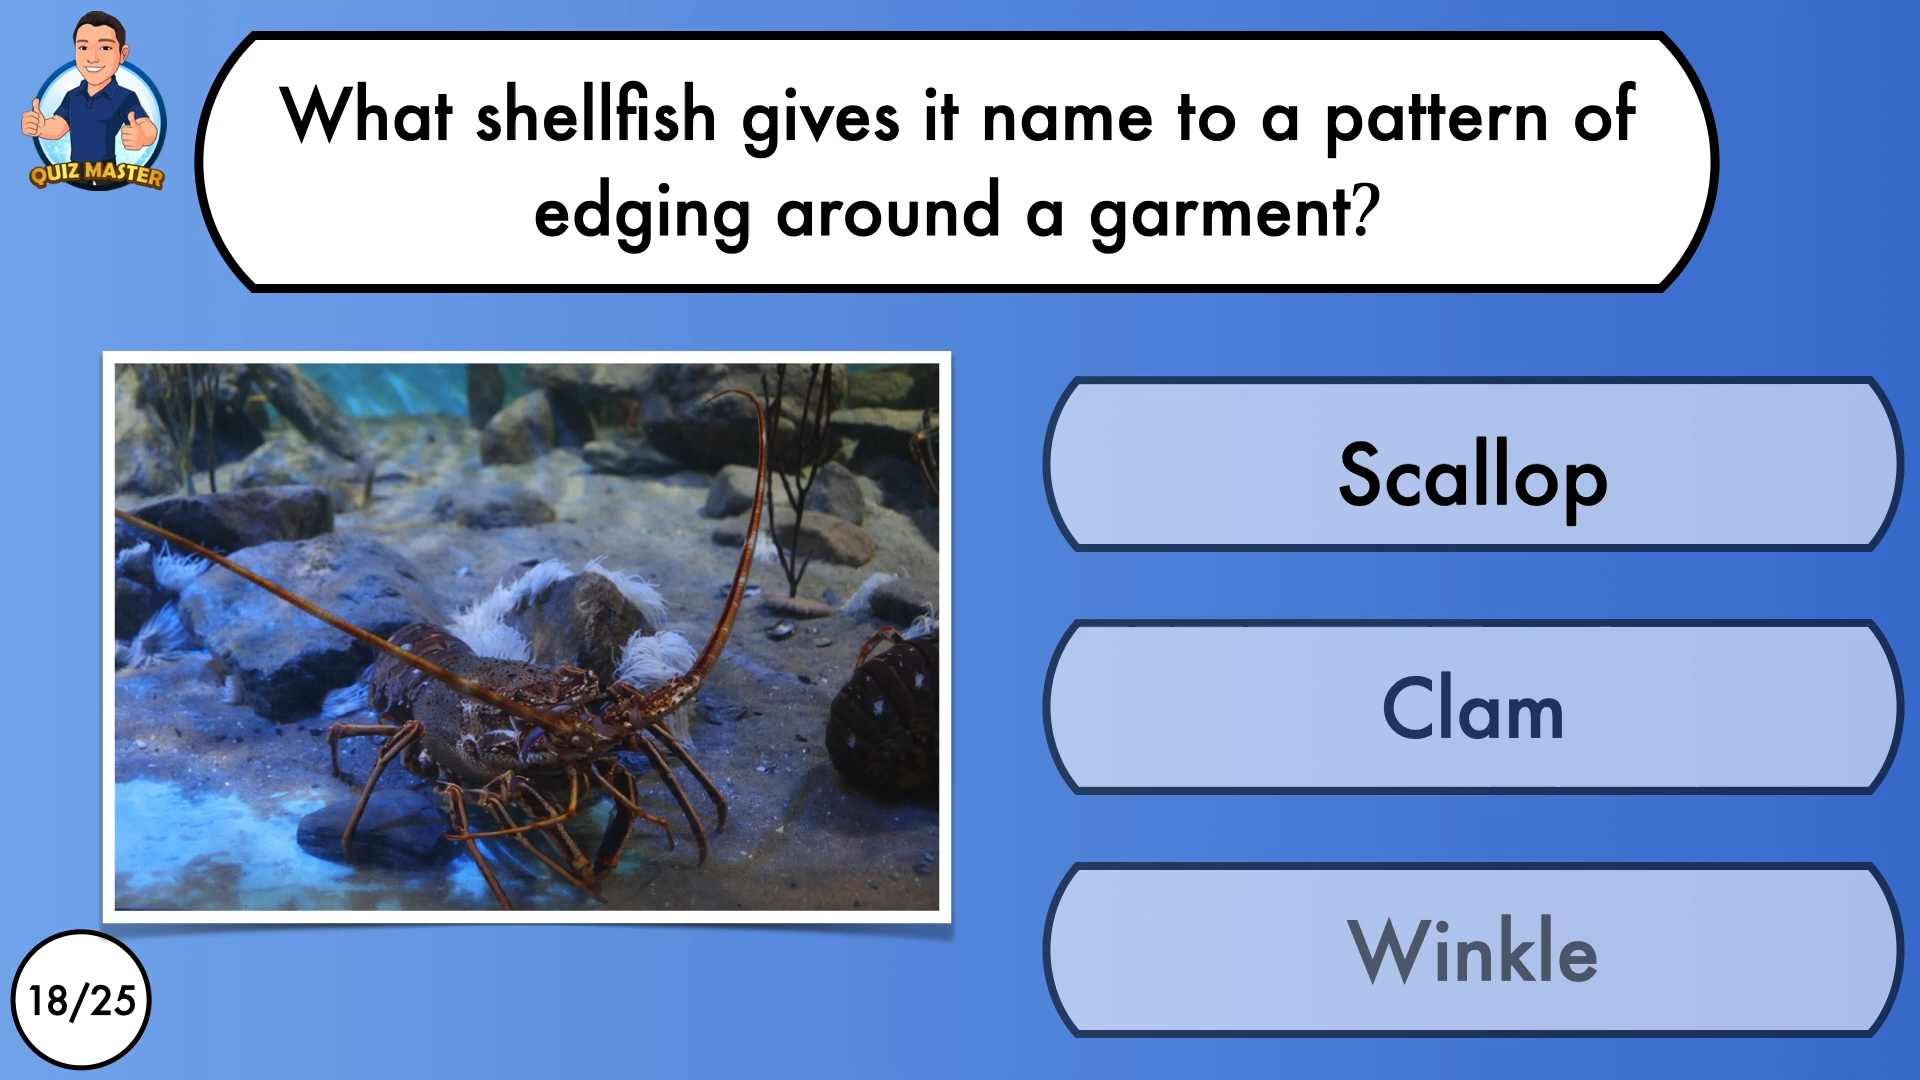 QUIZ MASTER
What shellfish gives it name to a pattern of
edging around a garment?
Scallop
Clam
Winkle
18/25